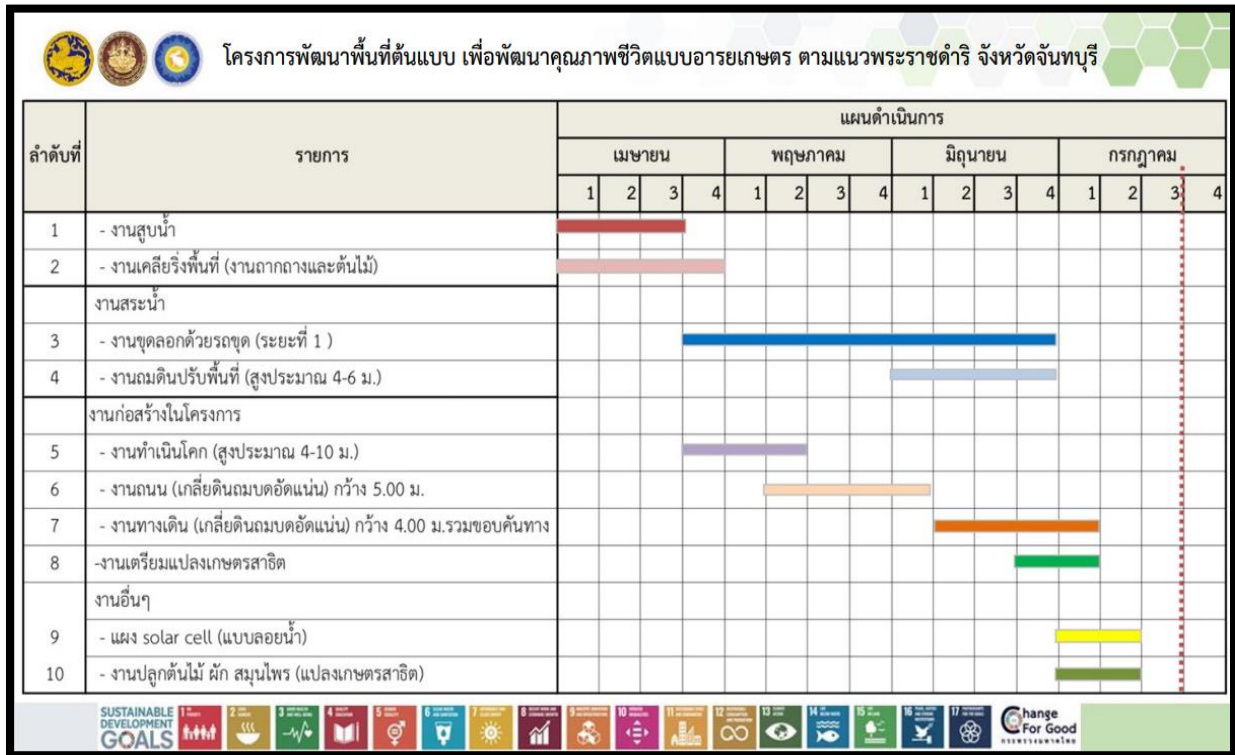 โครงการพัฒนาพื้นที่ต้นแบบ เพื่อพัฒนาคุณภาพชีวิตแบบอารยเกษตร ตามแนวพระราชดำริ จังหวัดจันทบุรี
ลำดับที่ รายการ แผนดำเนินการ
เมษายน พฤษภาคม มิถุนายน กรกฎาคม
1 2 3 4 1 2 3 4 1 2 3 4 1 2 3 4
1 - งานสูบน้ำ
2 - งานเคลียริ่งพื้นที่ (งานถากถางและต้นไม้)
งานสระน้ำ
3 - งานขุดลอกด้วยรถขุด (ระยะที่ 1 )
4 - งานถมดินปรับพื้นที่ (สูงประมาณ 4-6 ม.)
งานก่อสร้างในโครงการ
5 - งานทำเนินโคก (สูงประมาณ 4-10 ม.)
6 - งานถนน (เกลี่ยดินถมบดอัดแน่น) กว้าง 5.00 ม.
7 - งานทางเดิน (เกลี่ยดินถมบดอัดแน่น) กว้าง 4.00 ม.รวมขอบคันทาง
8 -งานเตรียมแปลงเกษตรสาธิต
งานอื่นๆ
9 - แผง solar cell (แบบลอยน้ำ)
10 - งานปลูกต้นไม้ ผัก สมุนไพร (แปลงเกษตรสาธิต)
SUSTAINABLE
DEVELOPMENT
GOALS
1 2 3 4 5 6 7 8 9 10 11 12 13 14 15 16 17
Change
For Good